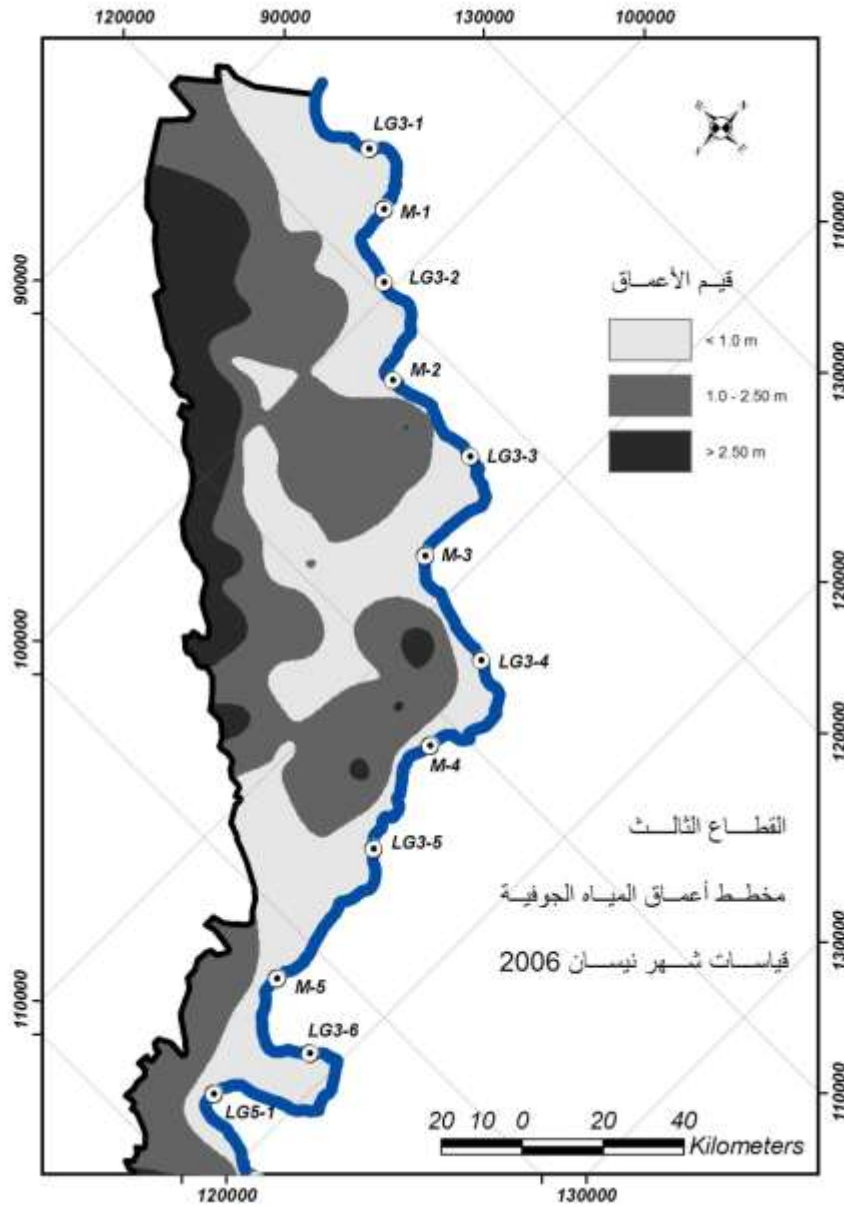 120000 90000 130000 100000
LG3-1
M-1
110000
LG3-2
90000
قيم الأعماق
< 1.0 m
M-2
130000
1.0 - 2.50 m
> 2.50 m
LG3-3
M-3
120000
100000
LG3-4
120000
M-4
القطاع الثالث
LG3-5
مخطط أعماق المياه الجوفية
130000
قياسات شهر نيسان 2006
M-5
110000
LG3-6
LG5-1
110000
20 10 0 20 40
Kilometers
120000 130000